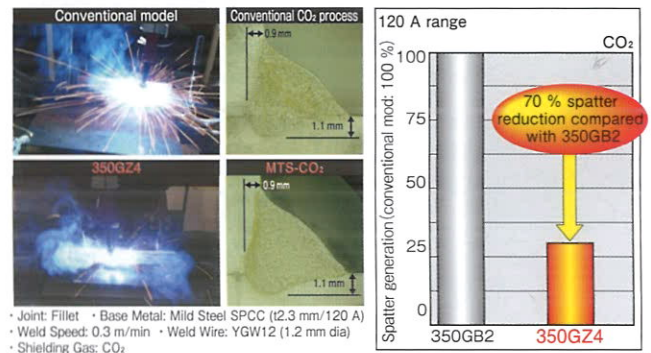 Conventional model
Conventional CO₂ process
0.9 mm
1.1 mm
350GZ4
MTS-CO₂
0.9 mm
1.1 mm
・Joint: Fillet ・Base Metal: Mild Steel SPCC (t2.3 mm/120 A)
・Weld Speed: 0.3 m/min ・Weld Wire: YGW12 (1.2 mm dia)
・Shielding Gas: CO₂
120 A range
CO₂
Spatter generation (conventional mod: 100 %)
100
75
50
25
0
70 % spatter
reduction compared
with 350GB2
350GB2
350GZ4